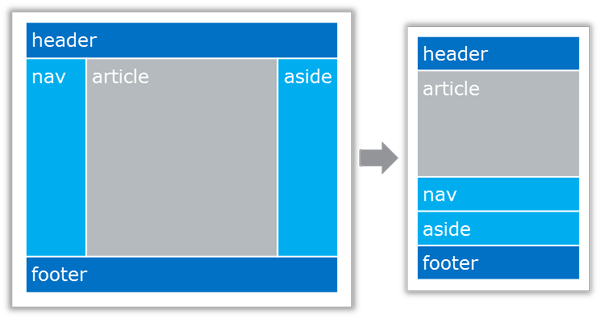 header
nav
article
aside
footer
header
article
nav
aside
footer